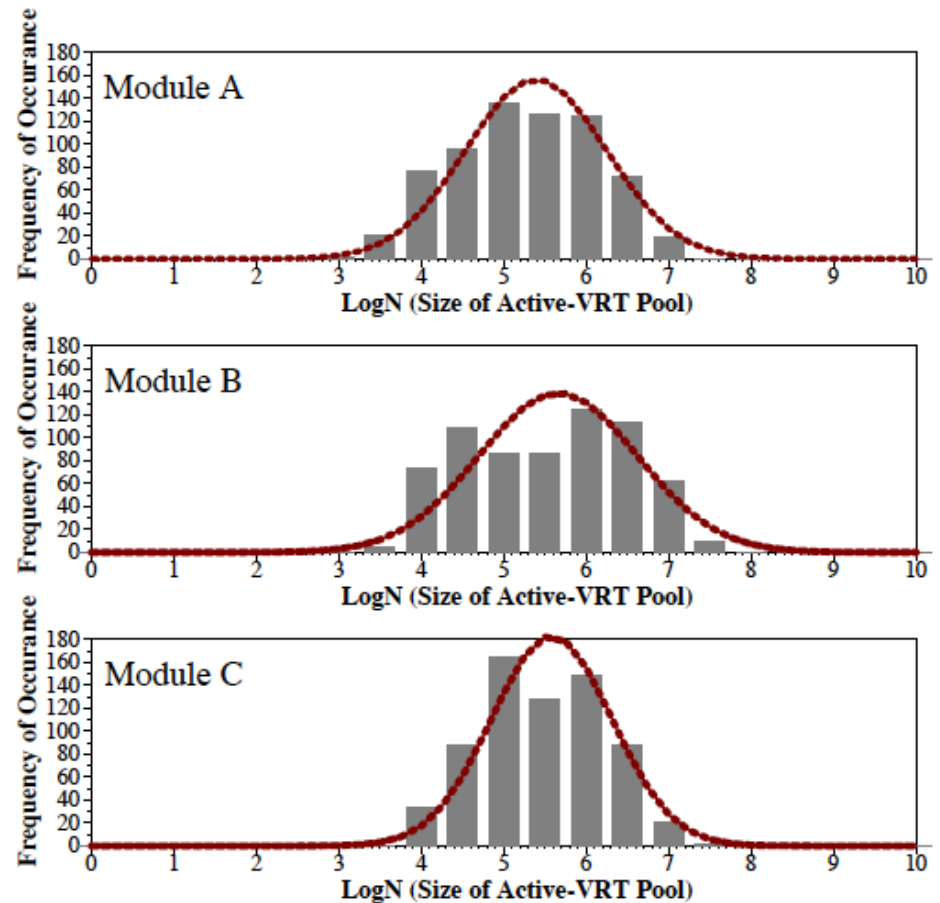 Frequency of Occurance
180
160
140
120
100
80
60
40
20
0
Module A
0 1 2 3 4 5 6 7 8 9 10
LogN (Size of Active-VRT Pool)
Frequency of Occurance
180
160
140
120
100
80
60
40
20
0
Module B
0 1 2 3 4 5 6 7 8 9 10
LogN (Size of Active-VRT Pool)
Frequency of Occurance
180
160
140
120
100
80
60
40
20
0
Module C
0 1 2 3 4 5 6 7 8 9 10
LogN (Size of Active-VRT Pool)